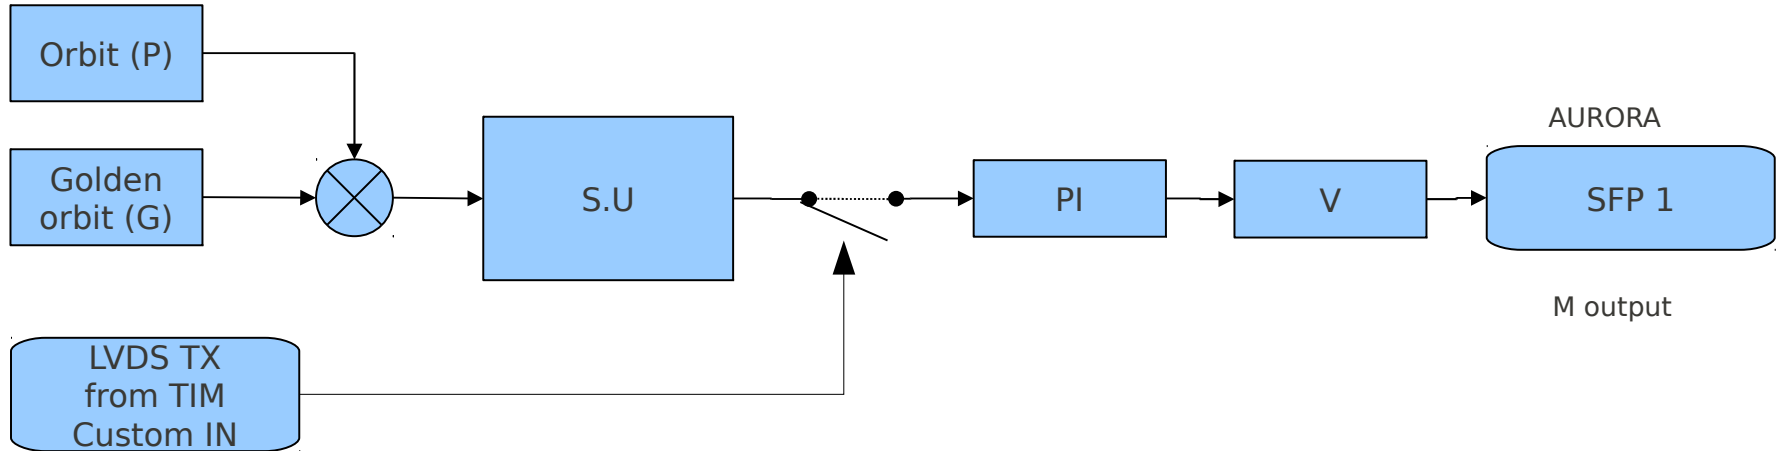 Orbit (P)
Golden
orbit (G)
S.U
PI
V
AURORA
SFP 1
M output
LVDS TX
from TIM
Custom IN